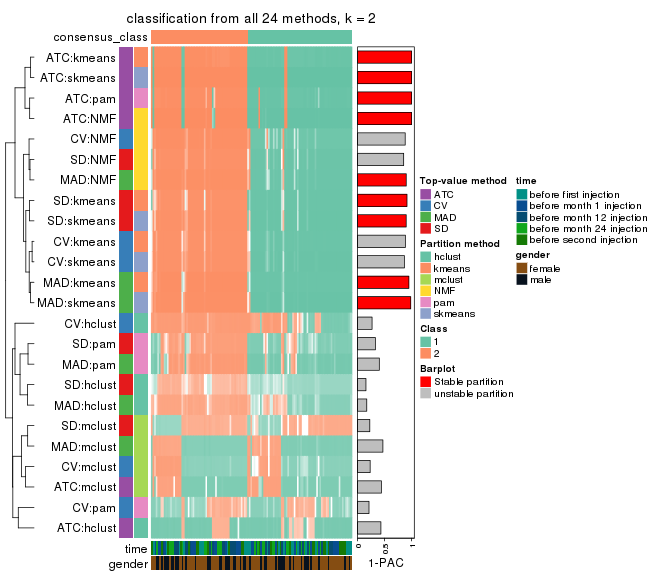 classification from all 24 methods, k = 2
consensus_class
ATC:kmeans
ATC:skmeans
ATC:pam
ATC:NMF
CV:NMF
SD:NMF
MAD:NMF
SD:kmeans
SD:skmeans
CV:kmeans
CV:skmeans
MAD:kmeans
MAD:skmeans
CV:hclust
SD:pam
MAD:pam
SD:hclust
MAD:hclust
SD:mclust
MAD:mclust
CV:mclust
ATC:mclust
CV:pam
ATC:hclust
time
gender
0 0.5 1
1-PAC
Top-value method
ATC
CV
MAD
SD
Partition method
hclust
kmeans
mclust
NMF
pam
skmeans
Class
1
2
Barplot
Stable partition
unstable partition
time
before first injection
before month 1 injection
before month 12 injection
before month 24 injection
before second injection
gender
female
male